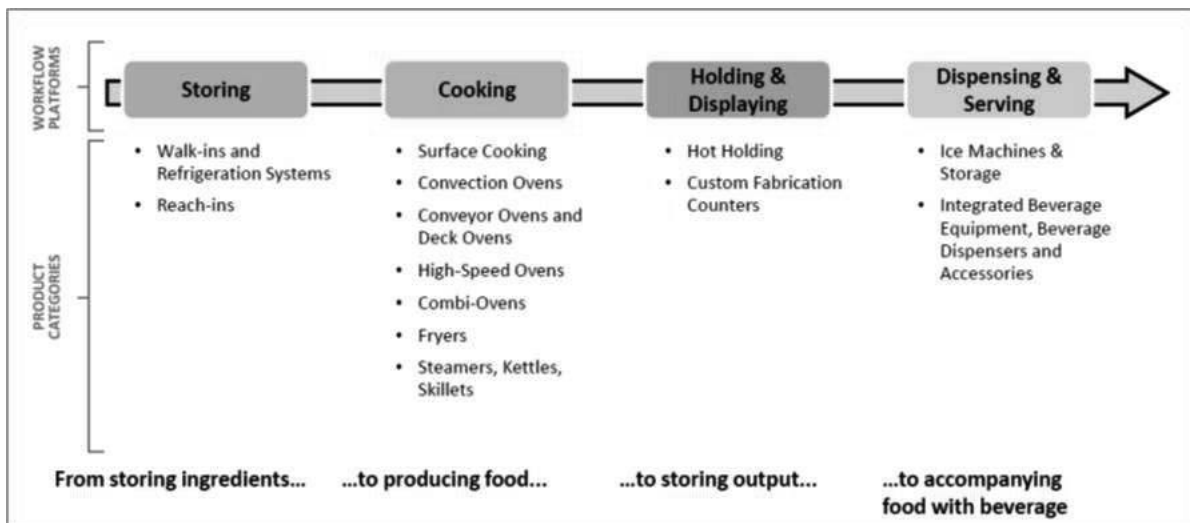 WORKFLOW
PLATFORMS
Storing
Cooking
Holding &
Displaying
Dispensing &
Serving
PRODUCT
CATEGORIES
• Walk-ins and
Refrigeration Systems
• Reach-ins
• Surface Cooking
• Convection Ovens
• Conveyor Ovens and
Deck Ovens
• High-Speed Ovens
• Combi-Ovens
• Fryers
• Steamers, Kettles,
Skillets
• Hot Holding
• Custom Fabrication
Counters
• Ice Machines &
Storage
• Integrated Beverage
Equipment, Beverage
Dispensers and
Accessories
From storing ingredients...
...to producing food...
...to storing output...
...to accompanying
food with beverage